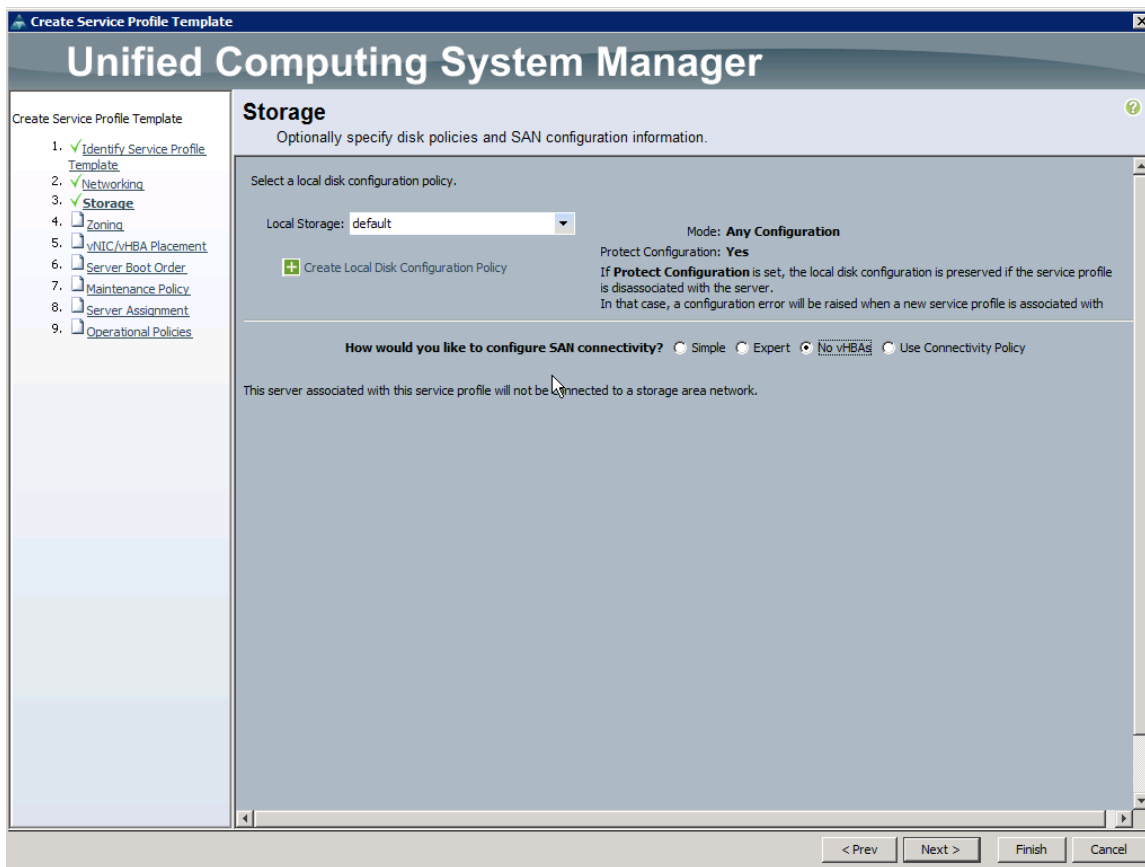 Create Service Profile Template
Unified Computing System Manager
Create Service Profile Template
1. Identify Service Profile
Template
2. Networking
3. Storage
4. Zoning
5. vNIC/vHBA Placement
6. Server Boot Order
7. Maintenance Policy
8. Server Assignment
9. Operational Policies
Storage
Optionally specify disk policies and SAN configuration information.
Select a local disk configuration policy.
Local Storage: default
Create Local Disk Configuration Policy
Mode: Any Configuration
Protect Configuration: Yes
If Protect Configuration is set, the local disk configuration is preserved if the service profile
is disassociated with the server.
In that case, a configuration error will be raised when a new service profile is associated with
How would you like to configure SAN connectivity? Simple Expert No vHBAs Use Connectivity Policy
This server associated with this service profile will not be connected to a storage area network.
< Prev Next > Finish Cancel